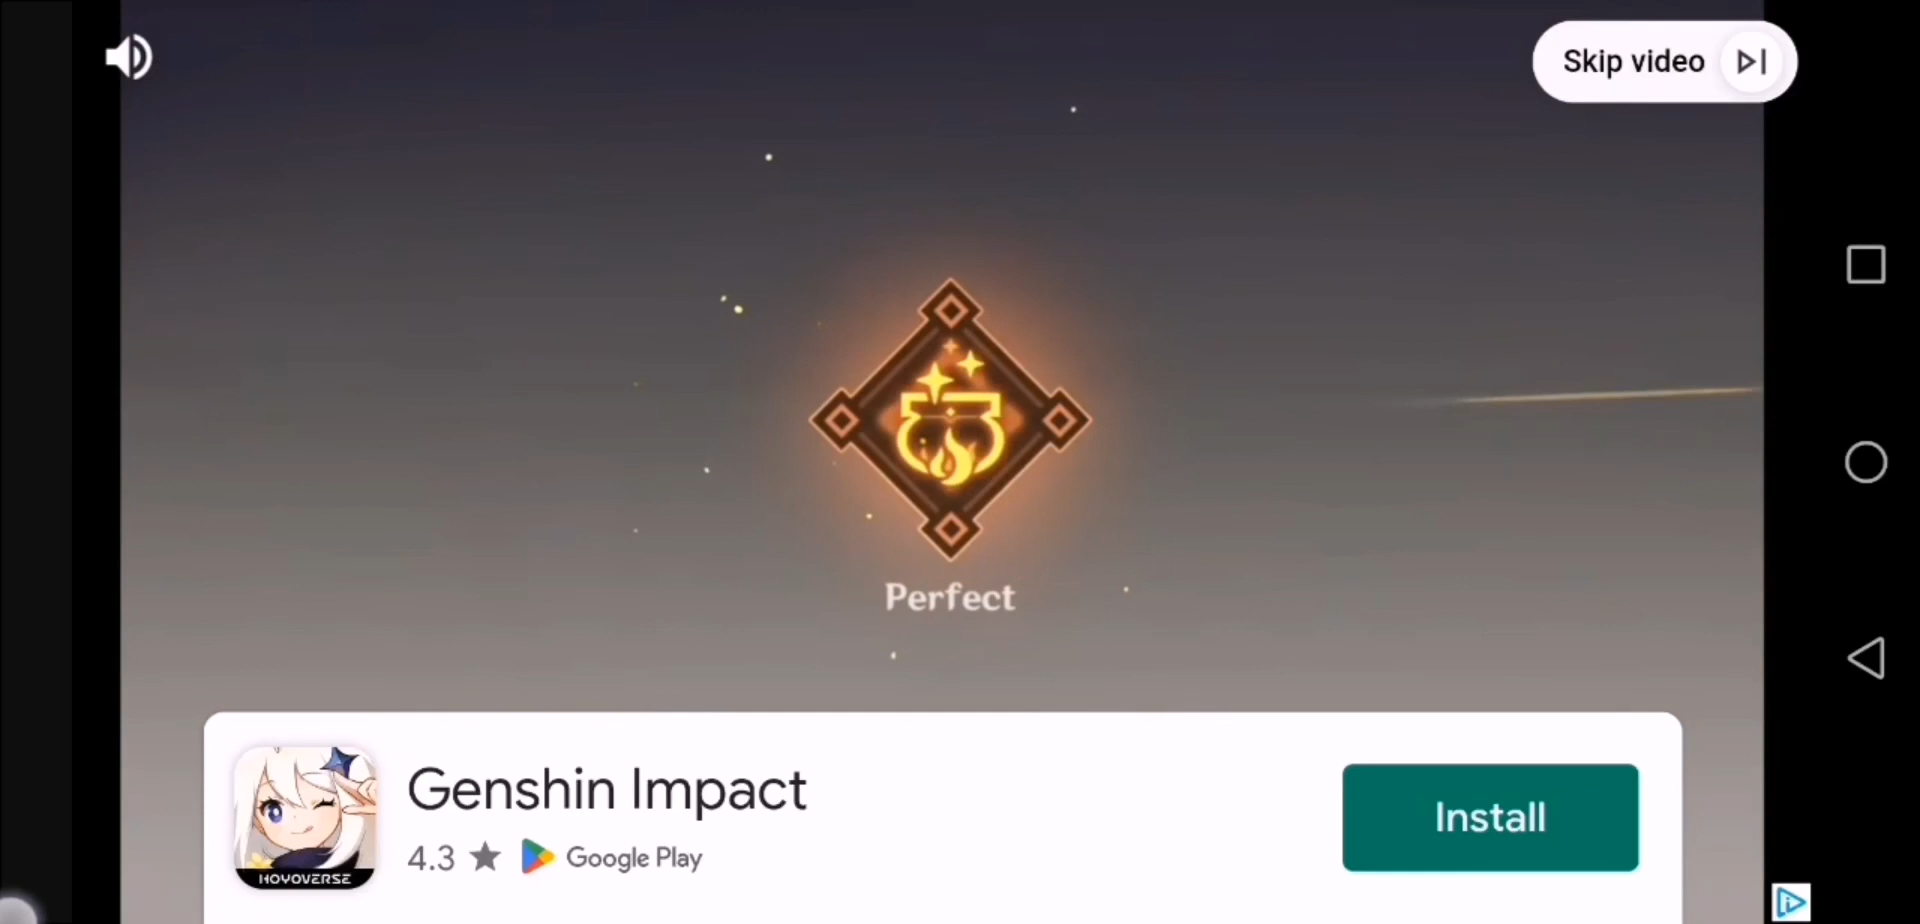 Skip video
Perfect
Genshin Impact
4.3 ★ Google Play
Install
HOYOVERSE